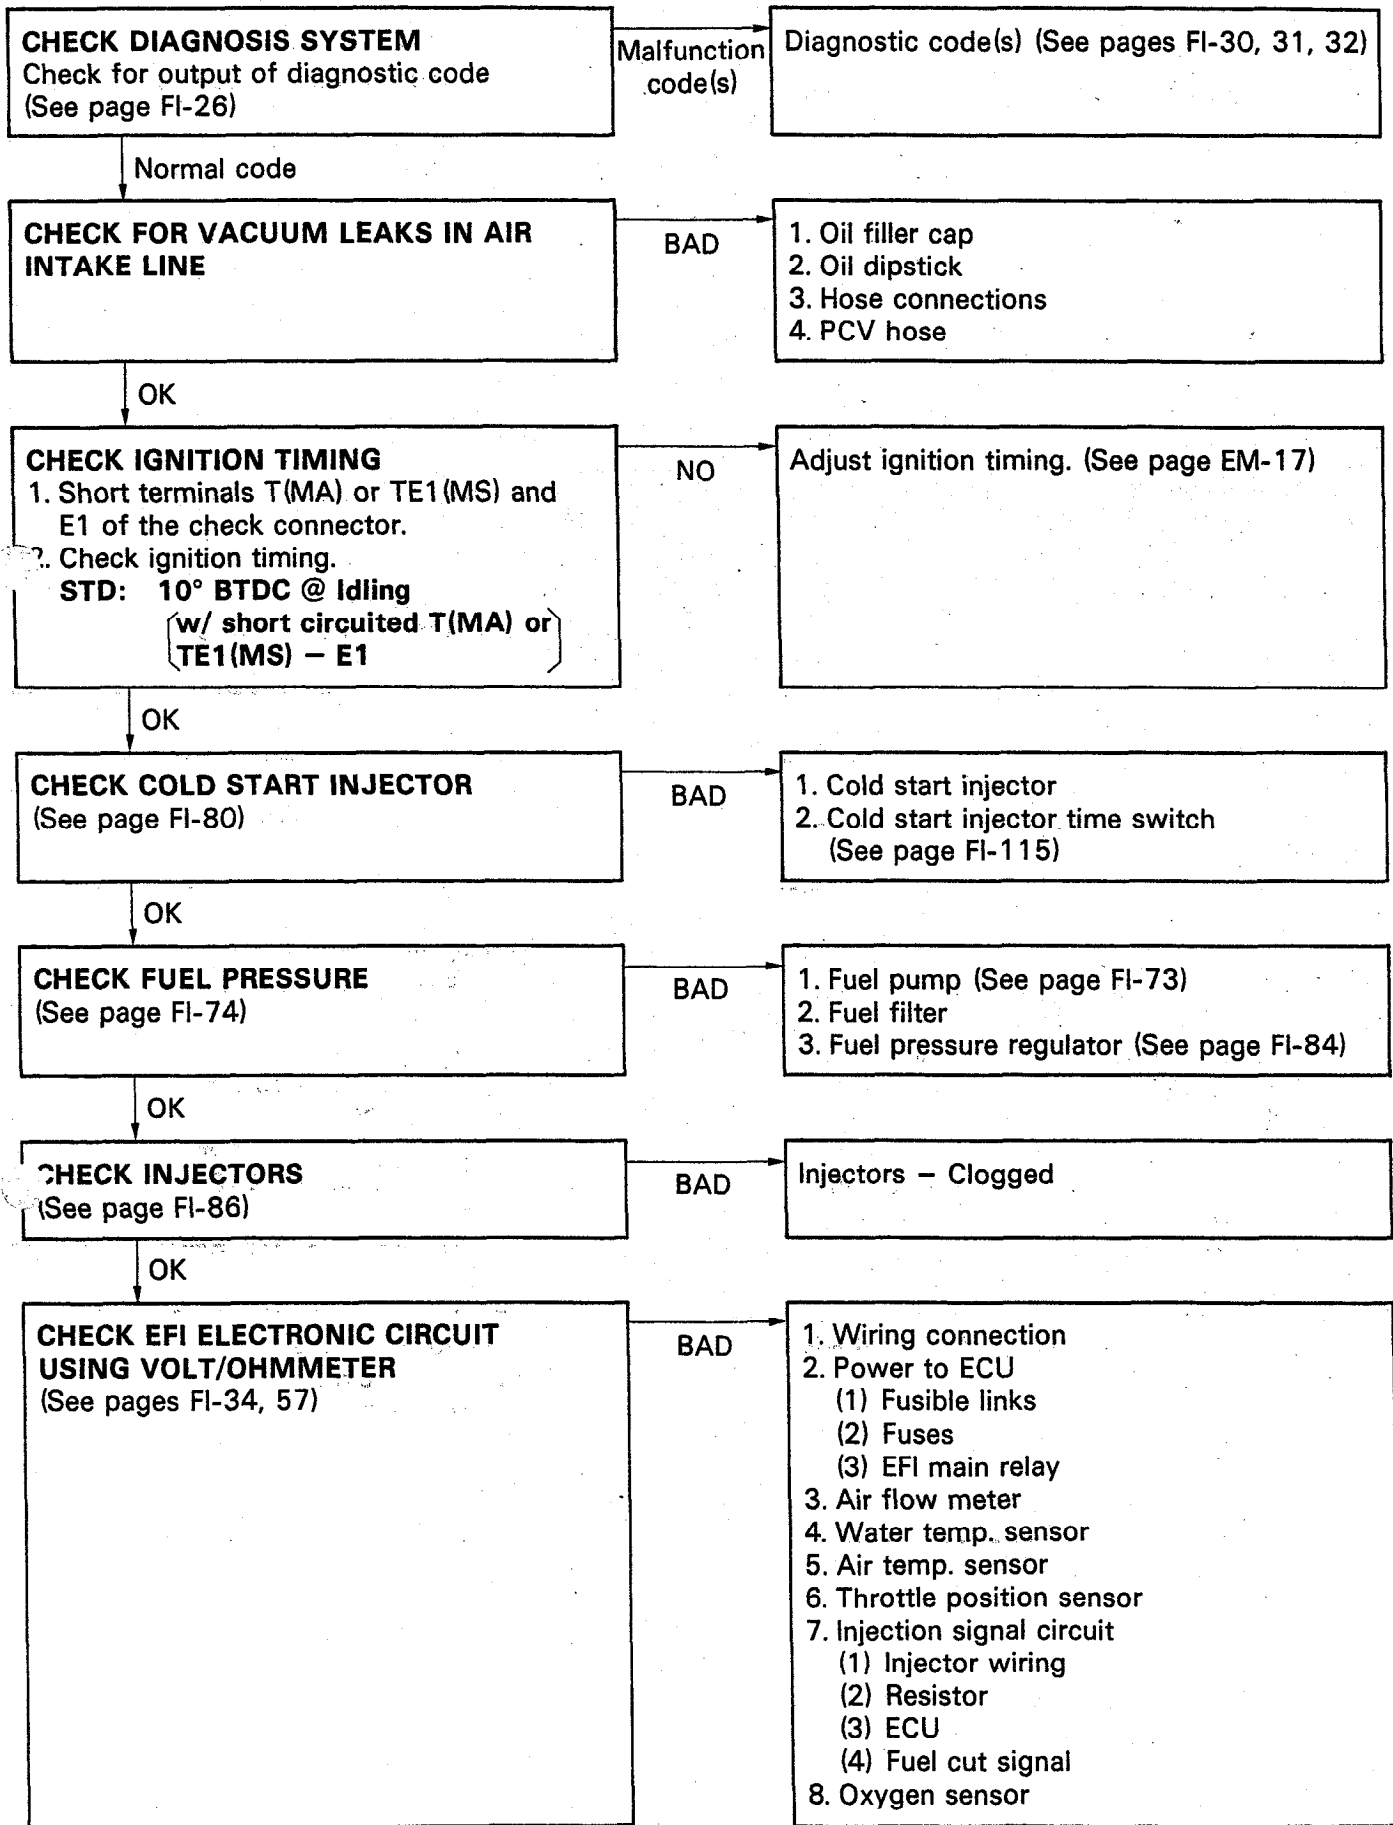 CHECK DIAGNOSIS SYSTEM
Check for output of diagnostic code
(See page FI-26)
Malfunction
code(s)
Diagnostic code(s) (See pages FI-30, 31, 32)
Normal code
CHECK FOR VACUUM LEAKS IN AIR
INTAKE LINE
BAD
1. Oil filler cap
2. Oil dipstick
3. Hose connections
4. PCV hose
OK
CHECK IGNITION TIMING
1. Short terminals T(MA) or TE1(MS) and
E1 of the check connector.
2. Check ignition timing.
STD: 10° BTDC @ Idling
w/ short circuited T(MA) or
TE1(MS) – E1
NO
Adjust ignition timing. (See page EM-17)
OK
CHECK COLD START INJECTOR
(See page FI-80)
BAD
1. Cold start injector
2. Cold start injector time switch
(See page FI-115)
OK
CHECK FUEL PRESSURE
(See page FI-74)
BAD
1. Fuel pump (See page FI-73)
2. Fuel filter
3. Fuel pressure regulator (See page FI-84)
OK
CHECK INJECTORS
(See page FI-86)
BAD
Injectors – Clogged
OK
CHECK EFI ELECTRONIC CIRCUIT
USING VOLT/OHMMETER
(See pages FI-34, 57)
BAD
1. Wiring connection
2. Power to ECU
(1) Fusible links
(2) Fuses
(3) EFI main relay
3. Air flow meter
4. Water temp. sensor
5. Air temp. sensor
6. Throttle position sensor
7. Injection signal circuit
(1) Injector wiring
(2) Resistor
(3) ECU
(4) Fuel cut signal
8. Oxygen sensor